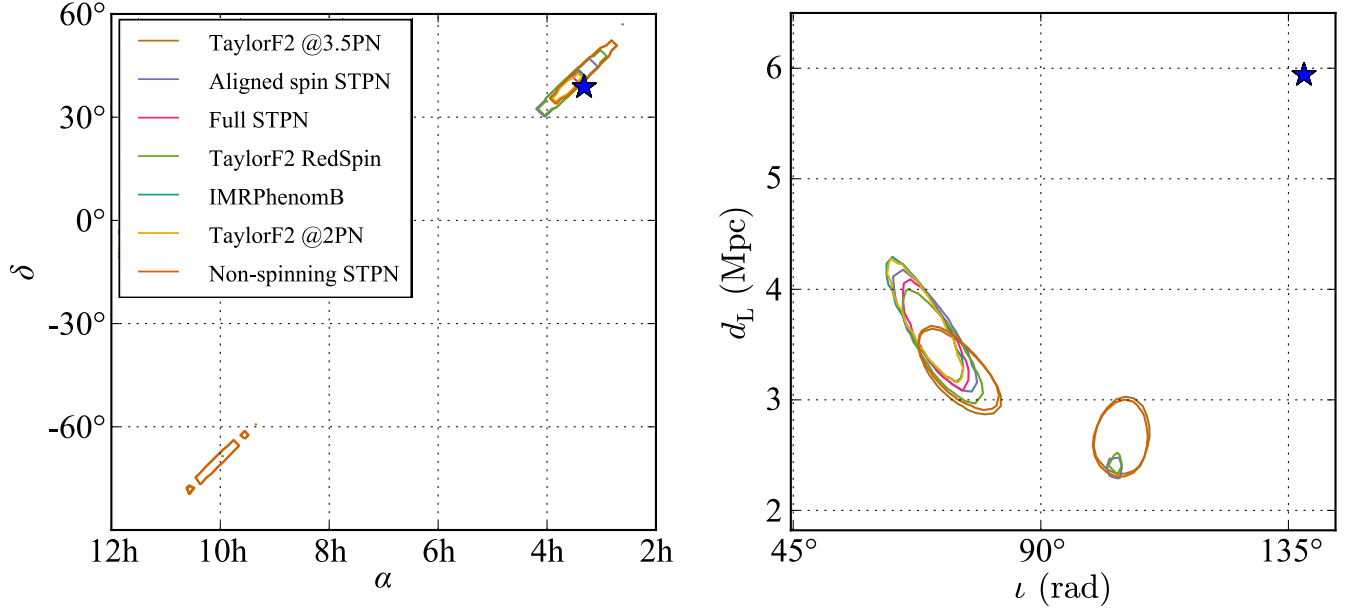 60°
30°
0°
-30°
-60°
δ
TaylorF2 @3.5PN
Aligned spin STPN
Full STPN
TaylorF2 RedSpin
IMRPhenomB
TaylorF2 @2PN
Non-spinning STPN
12h 10h 8h 6h 4h 2h
α
6
5
4
3
2
d_L (Mpc)
45° 90° 135°
ι (rad)